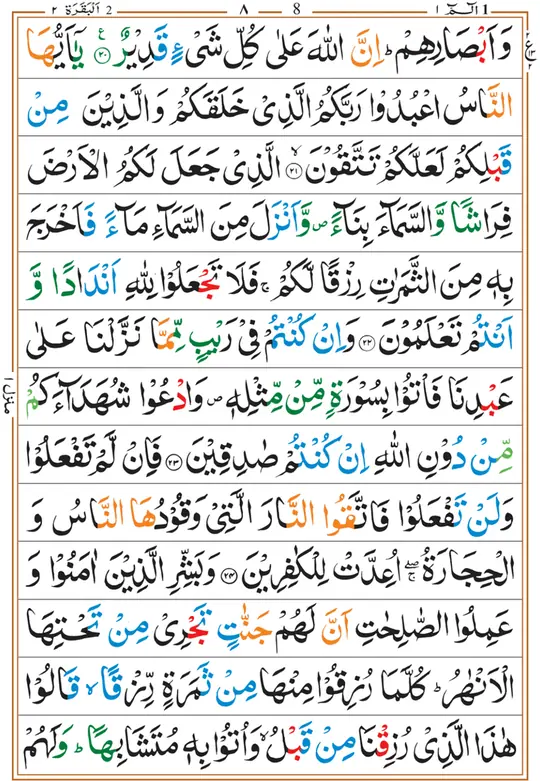 الٓمّٓ ١ 1 8 ٨ البقرة ٢ 2
وَاَبْصَارِهِمْ ؕ اِنَّ اللّٰهَ عَلٰى كُلِّ شَىْءٍ قَدِيْرٌ ﴿۲۰﴾ ع يٰٓاَيُّهَا
النَّاسُ اعْبُدُوْا رَبَّكُمُ الَّذِىْ خَلَقَكُمْ وَالَّذِيْنَ مِنْ
قَبْلِكُمْ لَعَلَّكُمْ تَتَّقُوْنَ ۙ﴿۲۱﴾ الَّذِىْ جَعَلَ لَكُمُ الْاَرْضَ
فِرَاشًا وَّالسَّمَآءَ بِنَآءً ص وَّاَنْزَلَ مِنَ السَّمَآءِ مَآءً فَاَخْرَجَ
بِهٖ مِنَ الثَّمَرٰتِ رِزْقًا لَّكُمْ ۚ فَلَا تَجْعَلُوْا لِلّٰهِ اَنْدَادًا وَّ
اَنْتُمْ تَعْلَمُوْنَ ﴿۲۲﴾ وَاِنْ كُنْتُمْ فِىْ رَيْبٍ مِّمَّا نَزَّلْنَا عَلٰى
عَبْدِنَا فَاْتُوْا بِسُوْرَةٍ مِّنْ مِّثْلِهٖ ص وَادْعُوْا شُهَدَآءَكُمْ
مِّنْ دُوْنِ اللّٰهِ اِنْ كُنْتُمْ صٰدِقِيْنَ ﴿۲۳﴾ فَاِنْ لَّمْ تَفْعَلُوْا
وَلَنْ تَفْعَلُوْا فَاتَّقُوا النَّارَ الَّتِىْ وَقُوْدُهَا النَّاسُ وَ
الْحِجَارَةُ ۖۚ اُعِدَّتْ لِلْكٰفِرِيْنَ ﴿۲۴﴾ وَبَشِّرِ الَّذِيْنَ اٰمَنُوْا وَ
عَمِلُوا الصّٰلِحٰتِ اَنَّ لَهُمْ جَنّٰتٍ تَجْرِىْ مِنْ تَحْتِهَا
الْاَنْهٰرُ ؕ كُلَّمَا رُزِقُوْا مِنْهَا مِنْ ثَمَرَةٍ رِّزْقًا ۙ قَالُوْا
هٰذَا الَّذِىْ رُزِقْنَا مِنْ قَبْلُ ۙ وَاُتُوْا بِهٖ مُتَشَابِهًا ؕ وَلَهُمْ
منزل ١